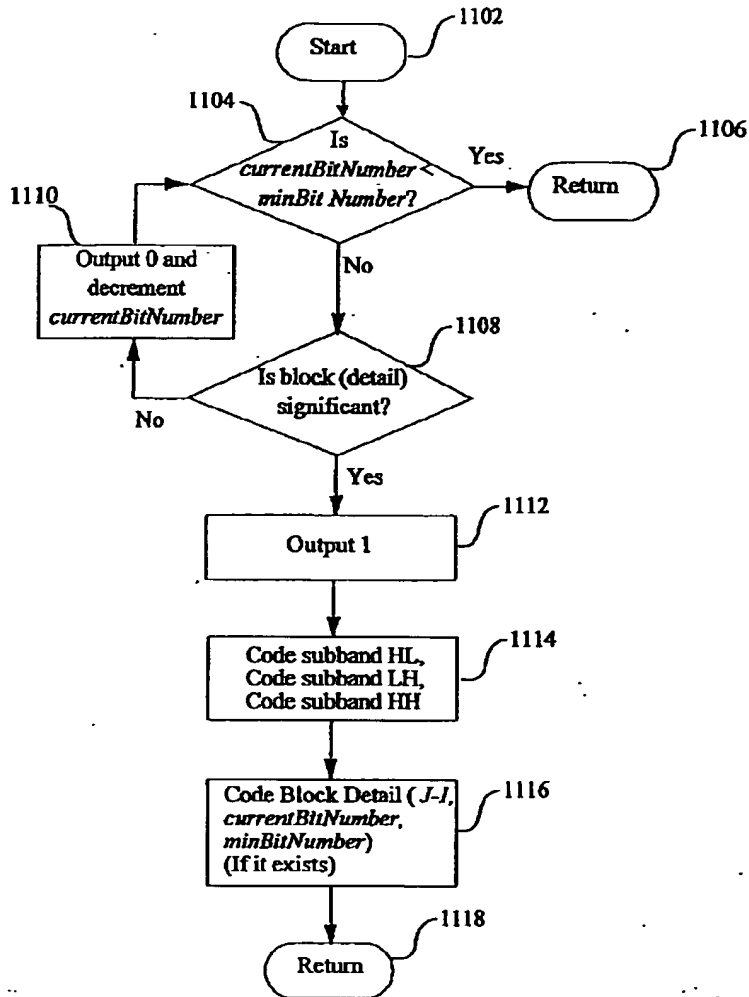 1102
Start
1104
Is
currentBitNumber <
minBit Number?
Yes
1106
Return
1110
Output 0 and
decrement
currentBitNumber
No
1108
Is block (detail)
significant?
No
Yes
1112
Output 1
1114
Code subband HL,
Code subband LH,
Code subband HH
1116
Code Block Detail ( J-1,
currentBitNumber,
minBitNumber)
(If it exists)
1118
Return